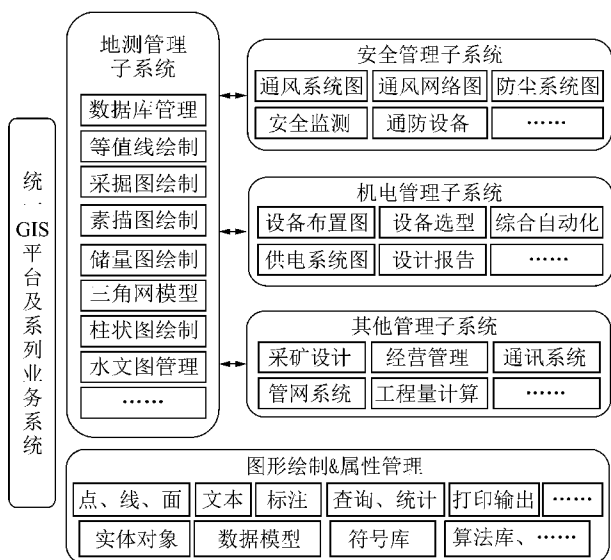 统一GIS平台及系列业务系统
地测管理
子系统
数据库管理
等值线绘制
采掘图绘制
素描图绘制
储量图绘制
三角网模型
柱状图绘制
水文图管理
……
安全管理子系统
通风系统图 通风网络图 防尘系统图
安全监测 通防设备 ……
机电管理子系统
设备布置图 设备选型 综合自动化
供电系统图 设计报告 ……
其他管理子系统
采矿设计 经营管理 通讯系统
管网系统 工程量计算 ……
图形绘制&属性管理
点、线、面 文本 标注 查询、统计 打印输出 ……
实体对象 数据模型 符号库 算法库、……